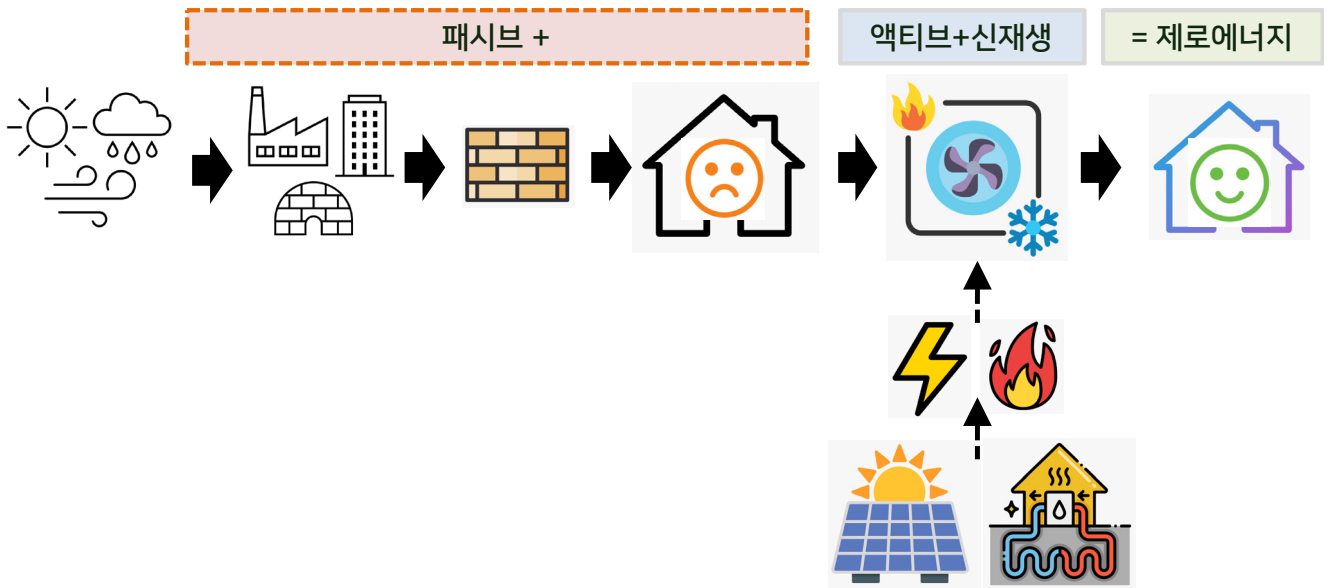 패시브 +
액티브+신재생
= 제로에너지